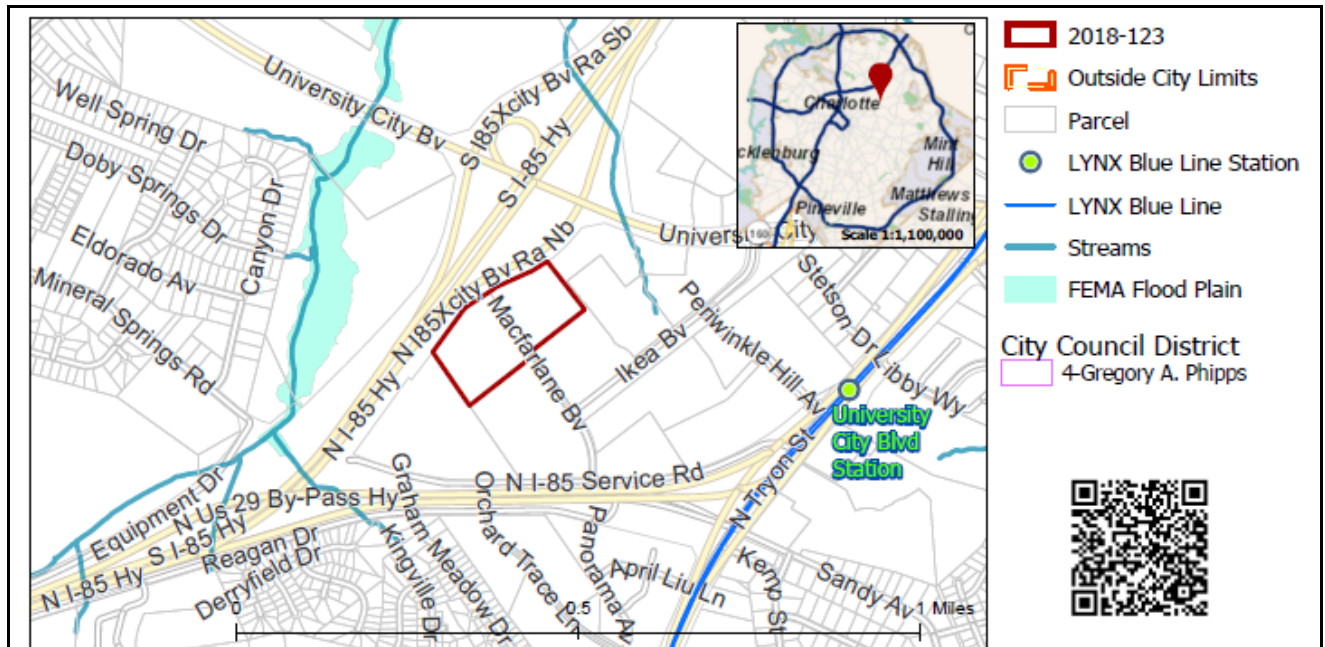 University City Bv
S I85Xcity Bv Ra Sb
Well Spring Dr
S I-85 Hy
Doby Springs Dr
Canyon Dr
Eldorado Av
Mineral Springs Rd
N I85Xcity Bv Ra Nb
Macfarlane Bv
Ikea Bv
Periwinkle Hill Av
Stetson Dr
Libby Wy
N I-85 Hy
University
City Blvd
Station
N Tryon St
N I-85 Service Rd
Equipment Dr
N Us 29 By-Pass Hy
S I-85 Hy
N I-85 Hy
Reagan Dr
Derryfield Dr
Kingville Dr
Graham Meadow Dr
Orchard Trace Ln
Panorama Av
April Liu Ln
Kemp St
Sandy Av
0
0.5
1 Miles
Charlotte
cklenburg
Mint
Hill
Matthews
Stallin
Pineville
160
City
Scale 1:1,100,000
2018-123
Outside City Limits
Parcel
LYNX Blue Line Station
LYNX Blue Line
Streams
FEMA Flood Plain
City Council District
4-Gregory A. Phipps